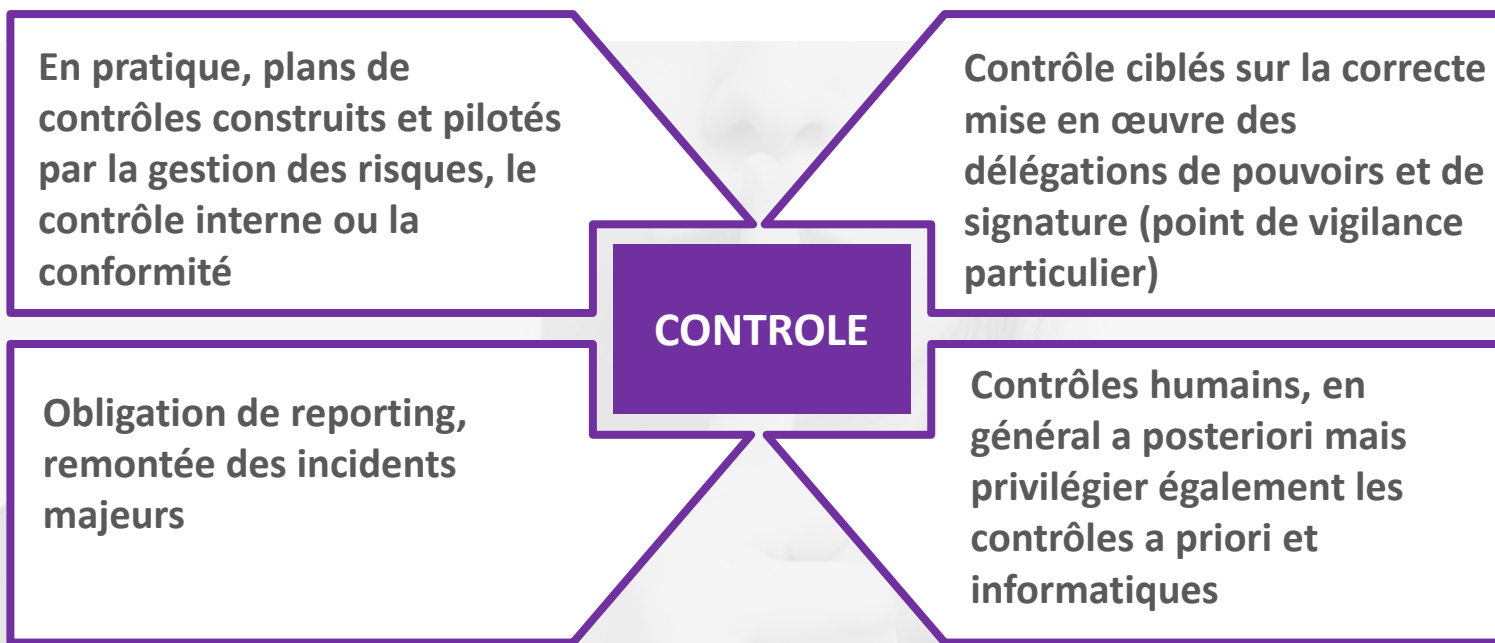 En pratique, plans de
contrôles construits et pilotés
par la gestion des risques, le
contrôle interne ou la
conformité
Contrôle ciblés sur la correcte
mise en œuvre des
délégations de pouvoirs et de
signature (point de vigilance
particulier)
CONTROLE
Obligation de reporting,
remontée des incidents
majeurs
Contrôles humains, en
général a posteriori mais
privilégier également les
contrôles a priori et
informatiques